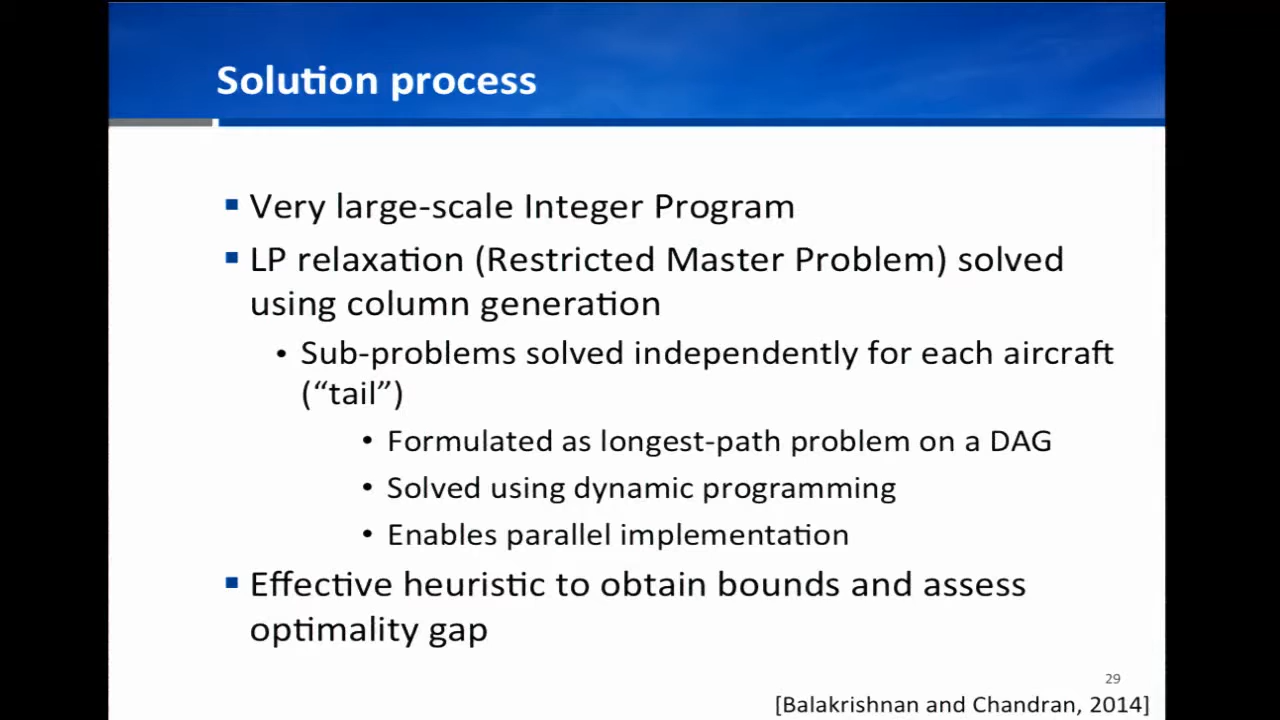 Solution process
▪ Very large-scale Integer Program
▪ LP relaxation (Restricted Master Problem) solved
using column generation
• Sub-problems solved independently for each aircraft
(“tail”)
• Formulated as longest-path problem on a DAG
• Solved using dynamic programming
• Enables parallel implementation
▪ Effective heuristic to obtain bounds and assess
optimality gap
29
[Balakrishnan and Chandran, 2014]